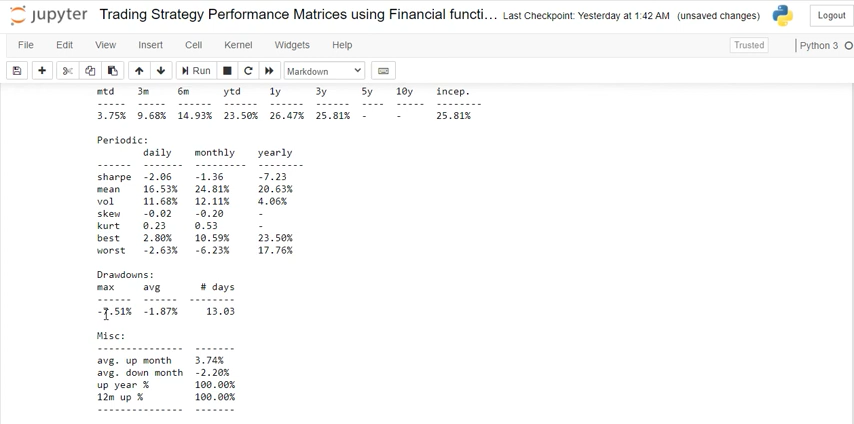 jupyter Trading Strategy Performance Matrices using Financial functi... Last Checkpoint: Yesterday at 1:42 AM (unsaved changes) Logout
File Edit View Insert Cell Kernel Widgets Help Trusted Python 3
Run Markdown
mtd 3m 6m ytd 1y 3y 5y 10y incep.
----- ----- ------ ------ ------ ------ ---- ----- --------
3.75% 9.68% 14.93% 23.50% 26.47% 25.81% - - 25.81%
Periodic:
daily monthly yearly
------ ------- --------- --------
sharpe -2.06 -1.36 -7.23
mean 16.53% 24.81% 20.63%
vol 11.68% 12.11% 4.06%
skew -0.02 -0.20 -
kurt 0.23 0.53 -
best 2.80% 10.59% 23.50%
worst -2.63% -6.23% 17.76%
Drawdowns:
max avg # days
------ ------ --------
-7.51% -1.87% 13.03
Misc:
--------------- -------
avg. up month 3.74%
avg. down month -2.20%
up year % 100.00%
12m up % 100.00%
--------------- -------